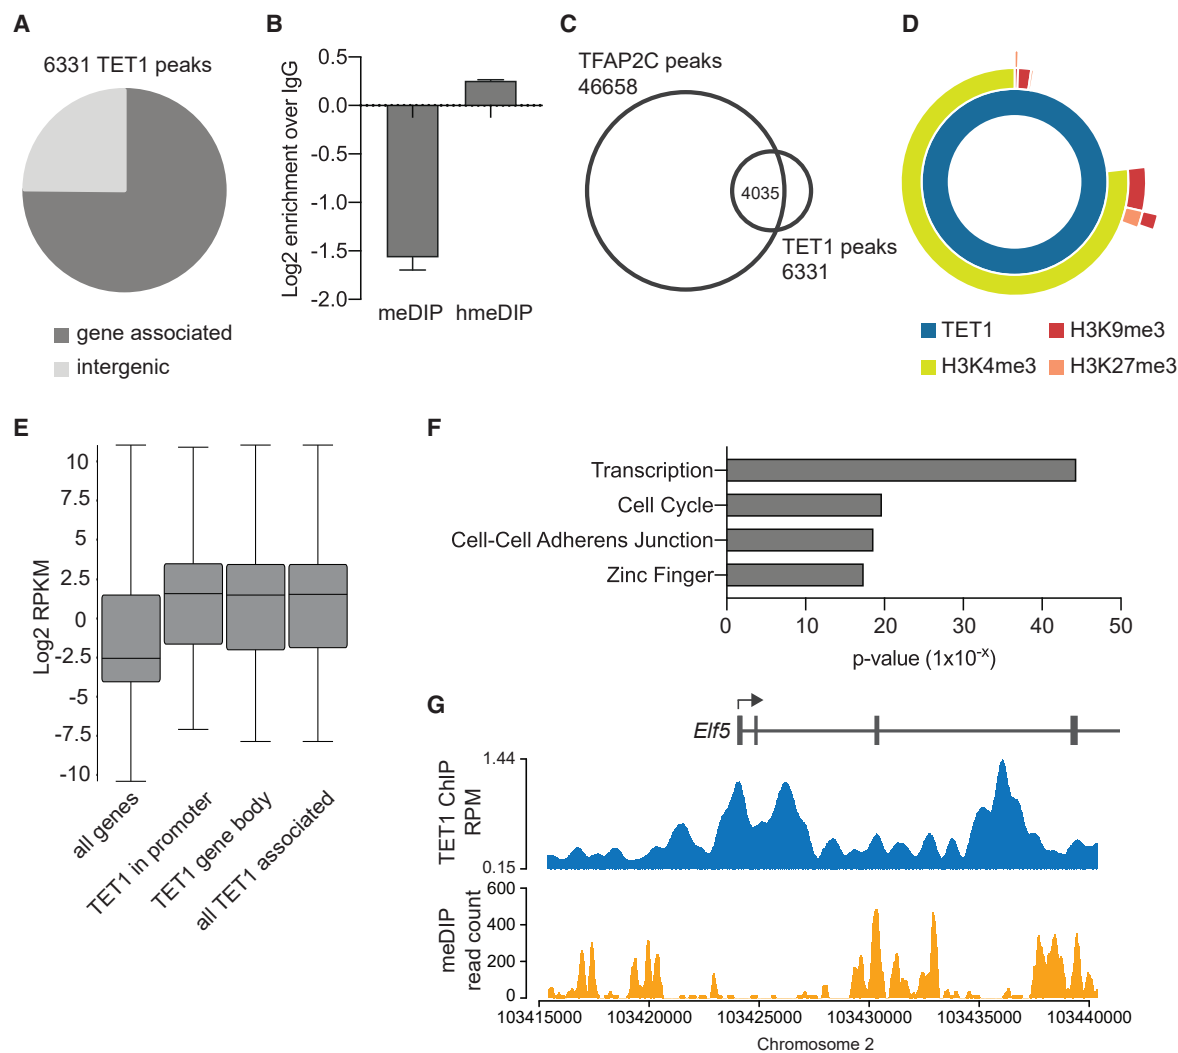 A
6331 TET1 peaks
gene associated
intergenic
B
Log2 enrichment over IgG
0.5
0.0
-0.5
-1.0
-1.5
-2.0
meDIP hmeDIP
C
TFAP2C peaks
46658
4035
TET1 peaks
6331
D
TET1
H3K9me3
H3K4me3
H3K27me3
E
Log2 RPKM
10
7.5
5
2.5
0
-2.5
-5
-7.5
-10
all genes
TET1 in promoter
TET1 gene body
all TET1 associated
F
Transcription
Cell Cycle
Cell-Cell Adherens Junction
Zinc Finger
0 10 20 30 40 50
p-value (1x10⁻ˣ)
G
Elf5
TET1 ChIP
RPM
1.44
0.15
meDIP
read count
600
400
200
0
103415000 103420000 103425000 103430000 103435000 103440000
Chromosome 2